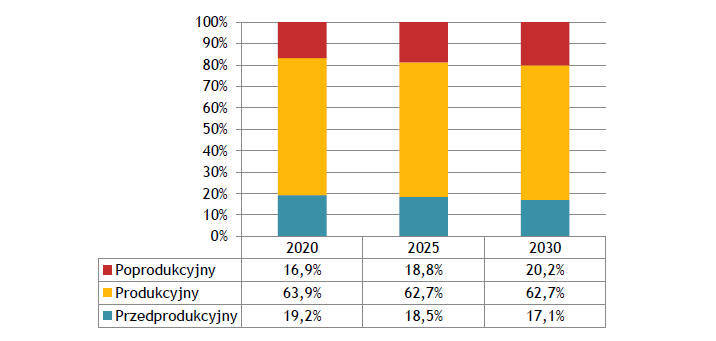 100%
90%
80%
70%
60%
50%
40%
30%
20%
10%
0%
2020 2025 2030
Poprodukcyjny 16,9% 18,8% 20,2%
Produkcyjny 63,9% 62,7% 62,7%
Przedprodukcyjny 19,2% 18,5% 17,1%